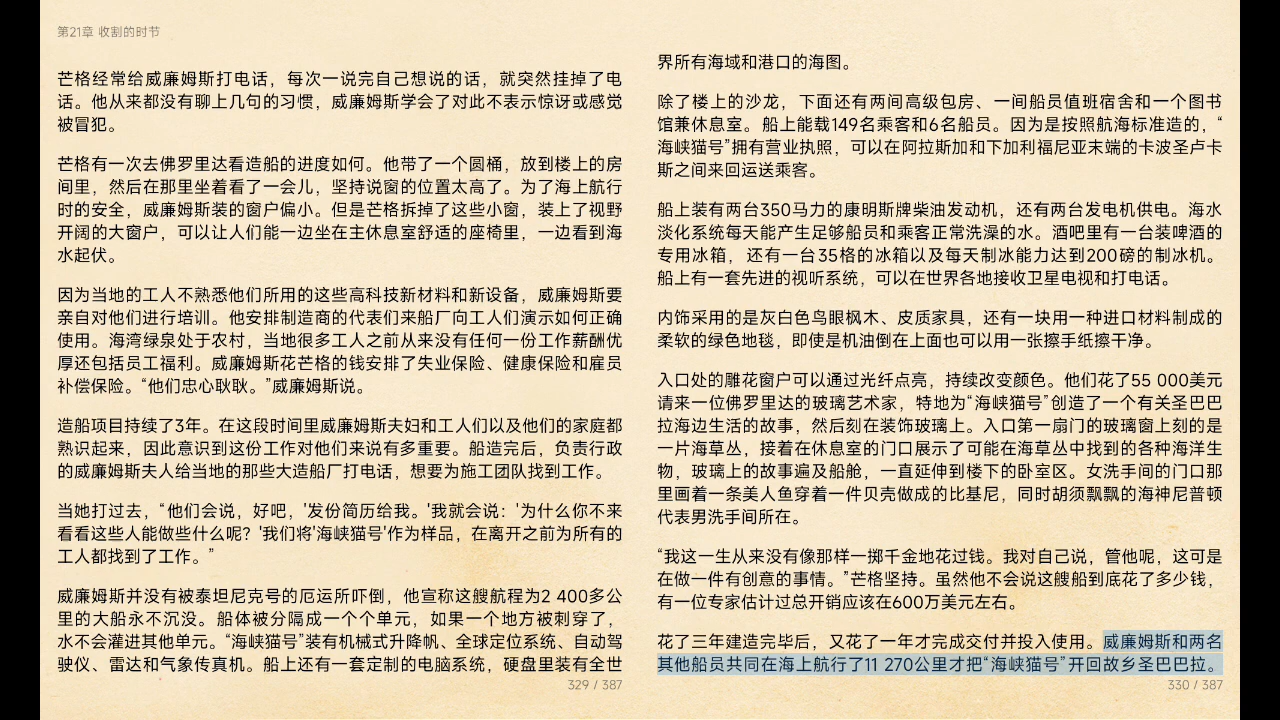 第21章 收割的时节
芒格经常给威廉姆斯打电话，每次一说完自己想说的话，就突然挂掉了电
话。他从来都没有聊上几句的习惯，威廉姆斯学会了对此不表示惊讶或感觉
被冒犯。
芒格有一次去佛罗里达看造船的进度如何。他带了一个圆桶，放到楼上的房
间里，然后在那里坐着看了一会儿，坚持说窗的位置太高了。为了海上航行
时的安全，威廉姆斯装的窗户偏小。但是芒格拆掉了这些小窗，装上了视野
开阔的大窗户，可以让人们能一边坐在主休息室舒适的座椅里，一边看到海
水起伏。
因为当地的工人不熟悉他们所用的这些高科技新材料和新设备，威廉姆斯要
亲自对他们进行培训。他安排制造商的代表们来船厂向工人们演示如何正确
使用。海湾绿泉处于农村，当地很多工人之前从来没有任何一份工作薪酬优
厚还包括员工福利。威廉姆斯花芒格的钱安排了失业保险、健康保险和雇员
补偿保险。“他们忠心耿耿。”威廉姆斯说。
造船项目持续了3年。在这段时间里威廉姆斯夫妇和工人们以及他们的家庭都
熟识起来，因此意识到这份工作对他们来说有多重要。船造完后，负责行政
的威廉姆斯夫人给当地的那些大造船厂打电话，想要为施工团队找到工作。
当她打过去，“他们会说，好吧，'发份简历给我。'我就会说：'为什么你不来
看看这些人能做些什么呢？'我们将'海峡猫号'作为样品，在离开之前为所有的
工人都找到了工作。”
威廉姆斯并没有被泰坦尼克号的厄运所吓倒，他宣称这艘航程为2 400多公
里的大船永不沉没。船体被分隔成一个个单元，如果一个地方被刺穿了，
水不会灌进其他单元。“海峡猫号”装有机械式升降帆、全球定位系统、自动驾
驶仪、雷达和气象传真机。船上还有一套定制的电脑系统，硬盘里装有全世
329 / 387
界所有海域和港口的海图。
除了楼上的沙龙，下面还有两间高级包房、一间船员值班宿舍和一个图书
馆兼休息室。船上能载149名乘客和6名船员。因为是按照航海标准造的，“
海峡猫号”拥有营业执照，可以在阿拉斯加和下加利福尼亚末端的卡波圣卢卡
斯之间来回运送乘客。
船上装有两台350马力的康明斯牌柴油发动机，还有两台发电机供电。海水
淡化系统每天能产生足够船员和乘客正常洗澡的水。酒吧里有一台装啤酒的
专用冰箱，还有一台35格的冰箱以及每天制冰能力达到200磅的制冰机。
船上有一套先进的视听系统，可以在世界各地接收卫星电视和打电话。
内饰采用的是灰白色鸟眼枫木、皮质家具，还有一块用一种进口材料制成的
柔软的绿色地毯，即使是机油倒在上面也可以用一张擦手纸擦干净。
入口处的雕花窗户可以通过光纤点亮，持续改变颜色。他们花了55 000美元
请来一位佛罗里达的玻璃艺术家，特地为“海峡猫号”创造了一个有关圣巴巴
拉海边生活的故事，然后刻在装饰玻璃上。入口第一扇门的玻璃窗上刻的是
一片海草丛，接着在休息室的门口展示了可能在海草丛中找到的各种海洋生
物，玻璃上的故事遍及船舱，一直延伸到楼下的卧室区。女洗手间的门口那
里画着一条美人鱼穿着一件贝壳做成的比基尼，同时胡须飘飘的海神尼普顿
代表男洗手间所在。
“我这一生从来没有像那样一掷千金地花过钱。我对自己说，管他呢，这可是
在做一件有创意的事情。”芒格坚持。虽然他不会说这艘船到底花了多少钱，
有一位专家估计过总开销应该在600万美元左右。
花了三年建造完毕后，又花了一年才完成交付并投入使用。威廉姆斯和两名
其他船员共同在海上航行了11 270公里才把“海峡猫号”开回故乡圣巴巴拉。
330 / 387